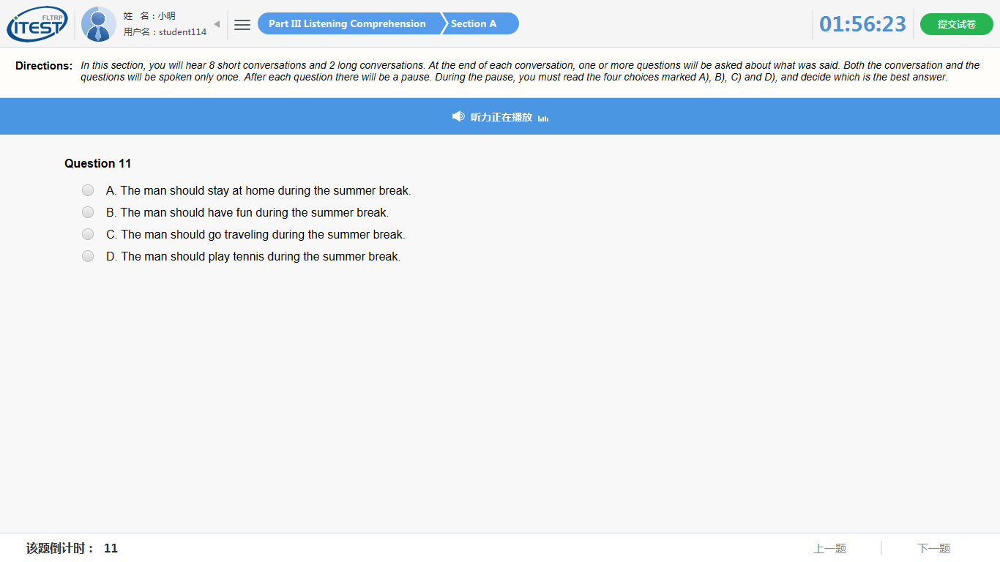 FLTRP
iTEST
姓 名：小明
用户名：student114
Part III Listening Comprehension
Section A
01:56:23
提交试卷
Directions: In this section, you will hear 8 short conversations and 2 long conversations. At the end of each conversation, one or more questions will be asked about what was said. Both the conversation and the
questions will be spoken only once. After each question there will be a pause. During the pause, you must read the four choices marked A), B), C) and D), and decide which is the best answer.
听力正在播放
Question 11
A. The man should stay at home during the summer break.
B. The man should have fun during the summer break.
C. The man should go traveling during the summer break.
D. The man should play tennis during the summer break.
该题倒计时： 11
上一题
下一题